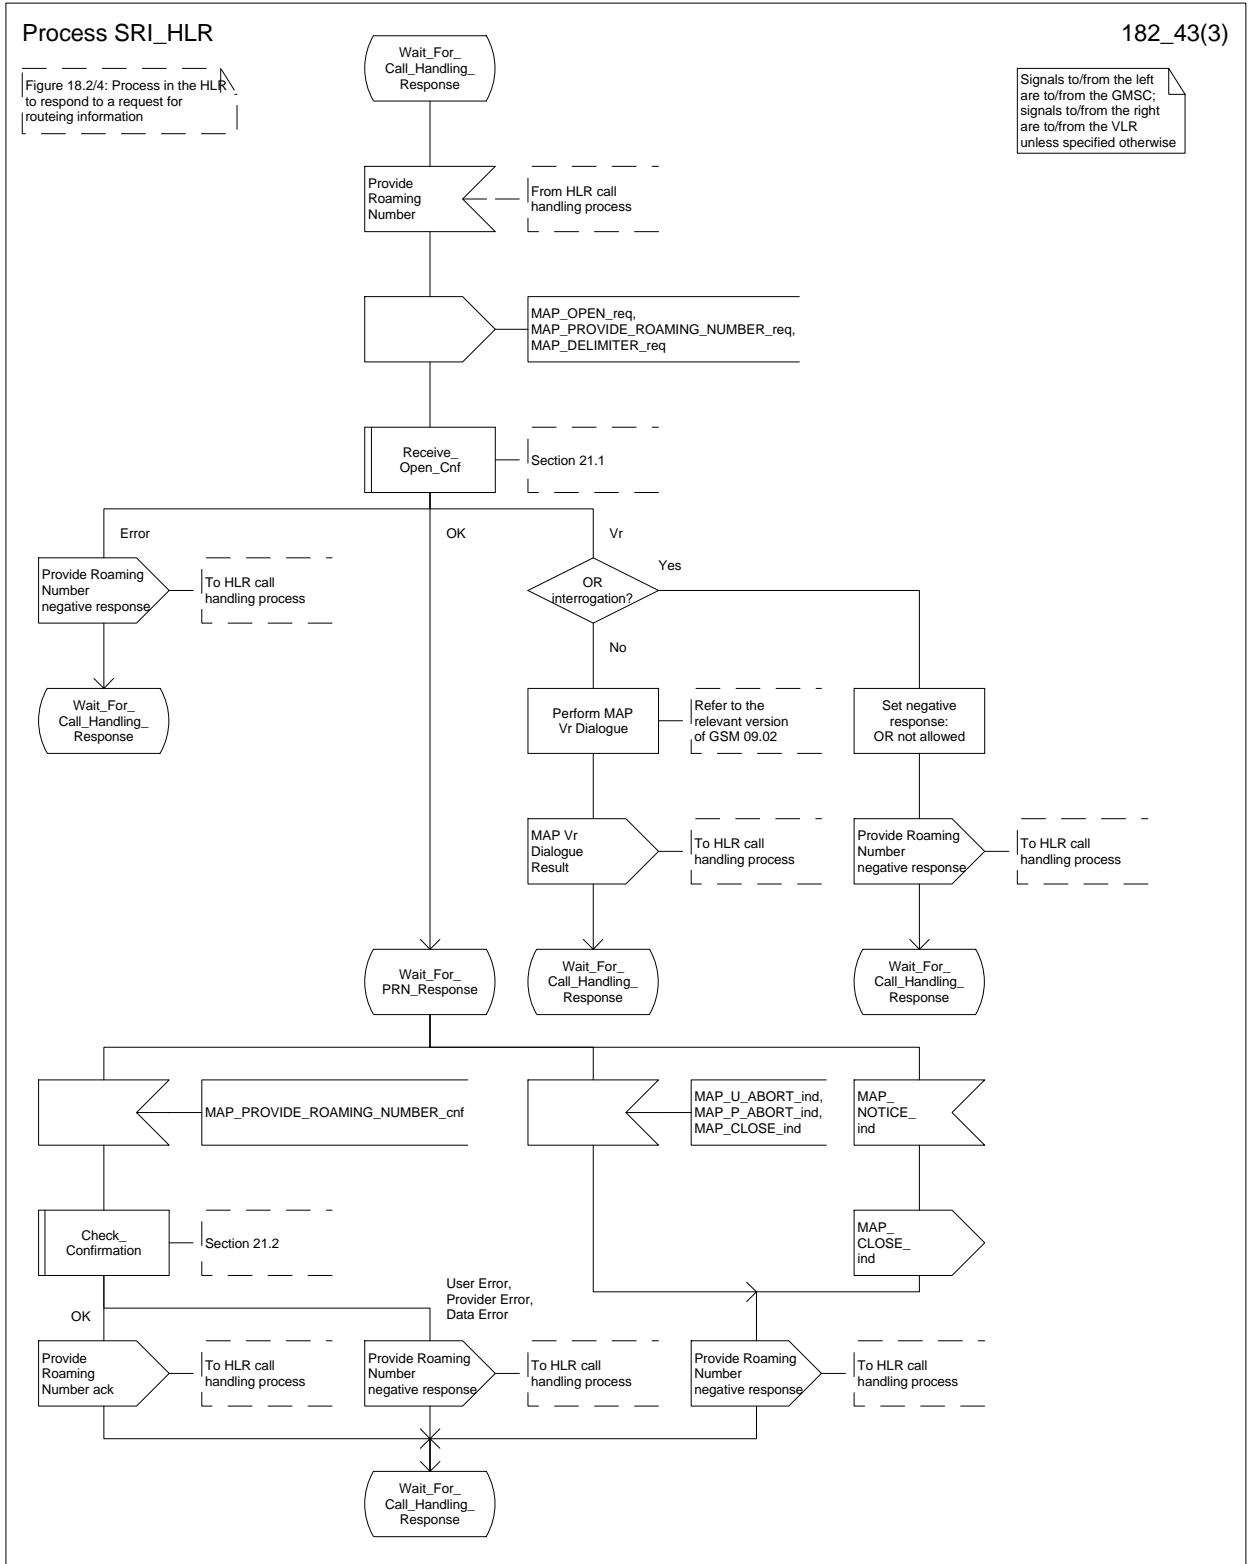 Process SRI_HLR
182_43(3)
Figure 18.2/4: Process in the HLR
to respond to a request for
routeing information
Signals to/from the left
are to/from the GMSC;
signals to/from the right
are to/from the VLR
unless specified otherwise
Wait_For_
Call_Handling_
Response
Provide
Roaming
Number
From HLR call
handling process
MAP_OPEN_req,
MAP_PROVIDE_ROAMING_NUMBER_req,
MAP_DELIMITER_req
Receive_
Open_Cnf
Section 21.1
Error
OK
Vr
Provide Roaming
Number
negative response
To HLR call
handling process
OR
interrogation?
Yes
No
Wait_For_
Call_Handling_
Response
Perform MAP
Vr Dialogue
Refer to the
relevant version
of GSM 09.02
Set negative
response:
OR not allowed
MAP Vr
Dialogue
Result
To HLR call
handling process
Provide Roaming
Number
negative response
To HLR call
handling process
Wait_For_
PRN_Response
Wait_For_
Call_Handling_
Response
Wait_For_
Call_Handling_
Response
MAP_PROVIDE_ROAMING_NUMBER_cnf
MAP_U_ABORT_ind,
MAP_P_ABORT_ind,
MAP_CLOSE_ind
MAP_
NOTICE_
ind
Check_
Confirmation
Section 21.2
MAP_
CLOSE_
ind
OK
User Error,
Provider Error,
Data Error
Provide
Roaming
Number ack
To HLR call
handling process
Provide Roaming
Number
negative response
To HLR call
handling process
Provide Roaming
Number
negative response
To HLR call
handling process
Wait_For_
Call_Handling_
Response